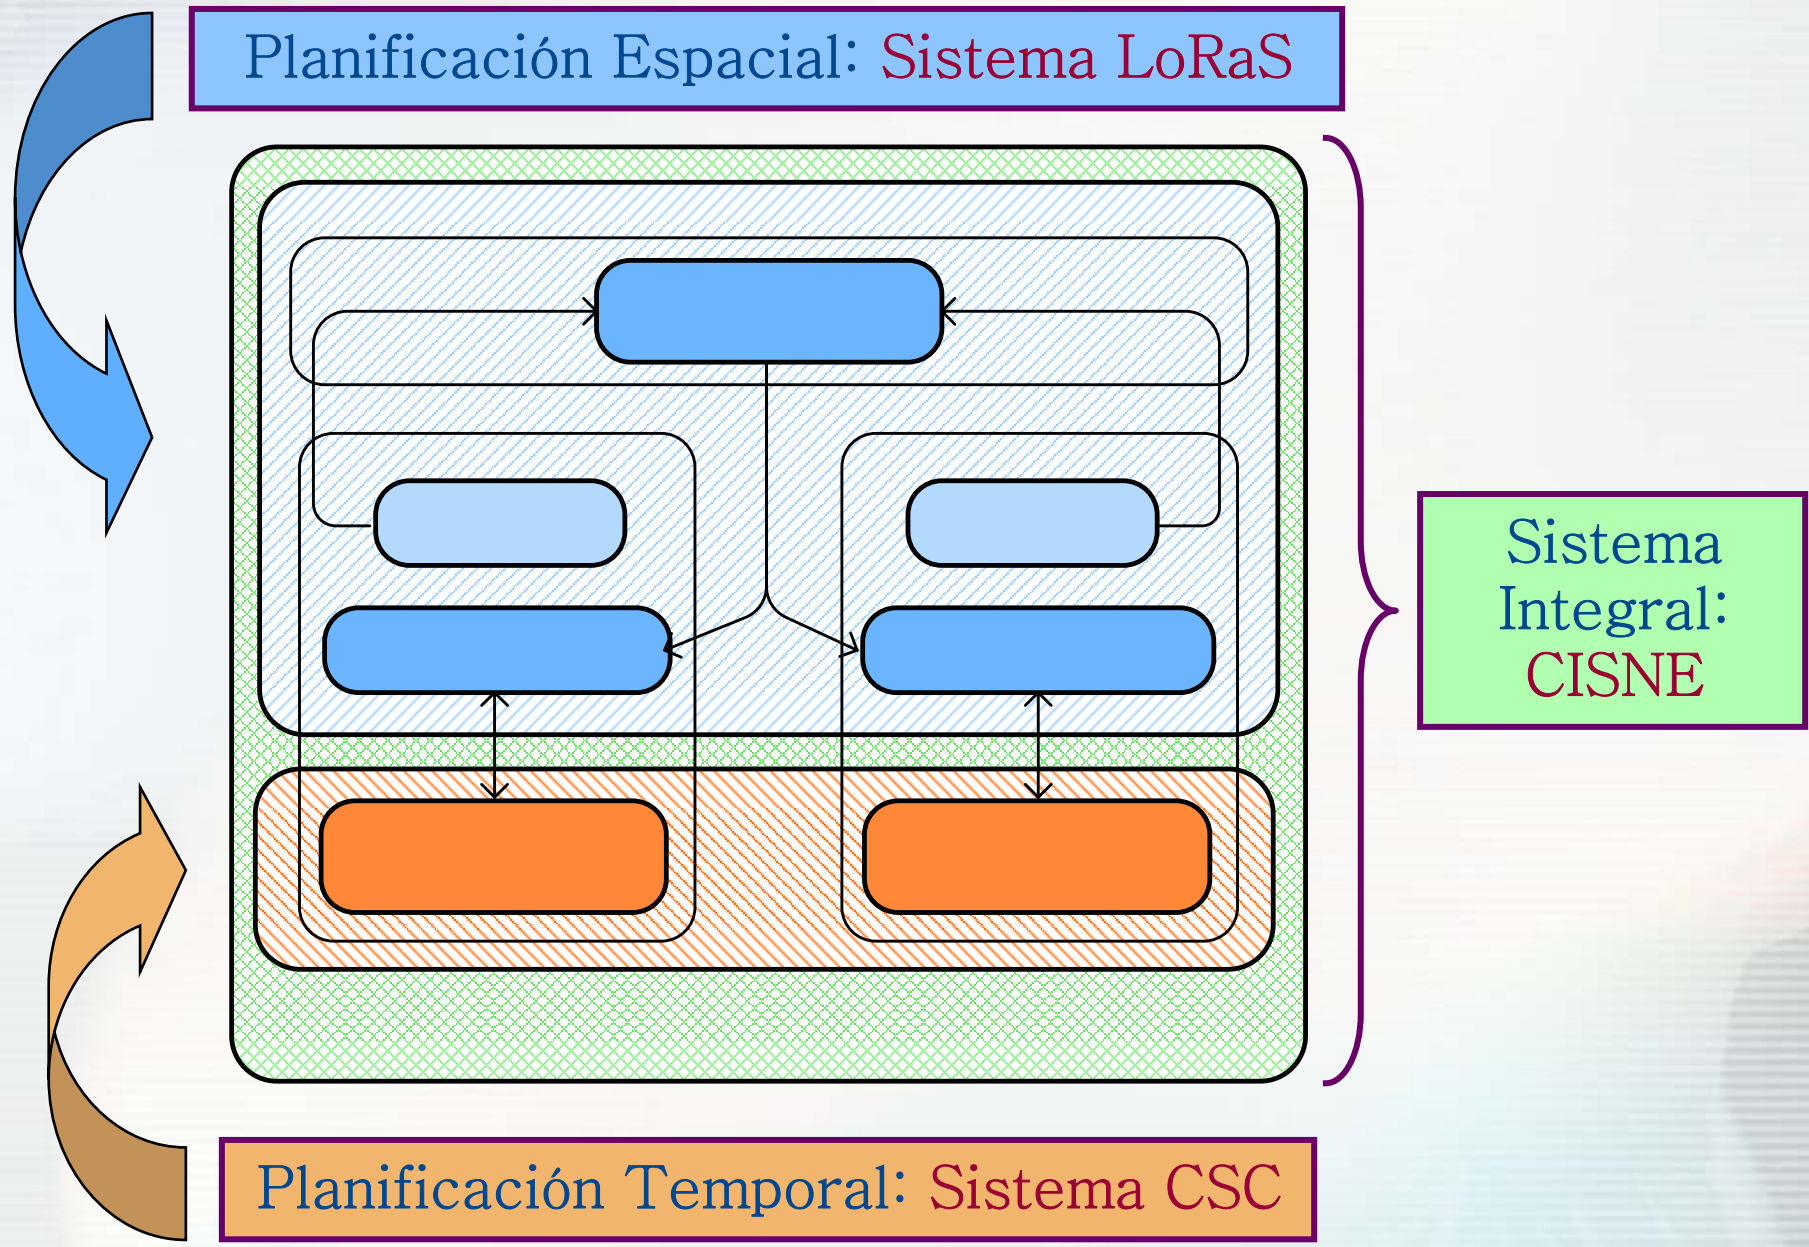 Planificación Espacial: Sistema LoRaS
Sistema
Integral:
CISNE
Planificación Temporal: Sistema CSC